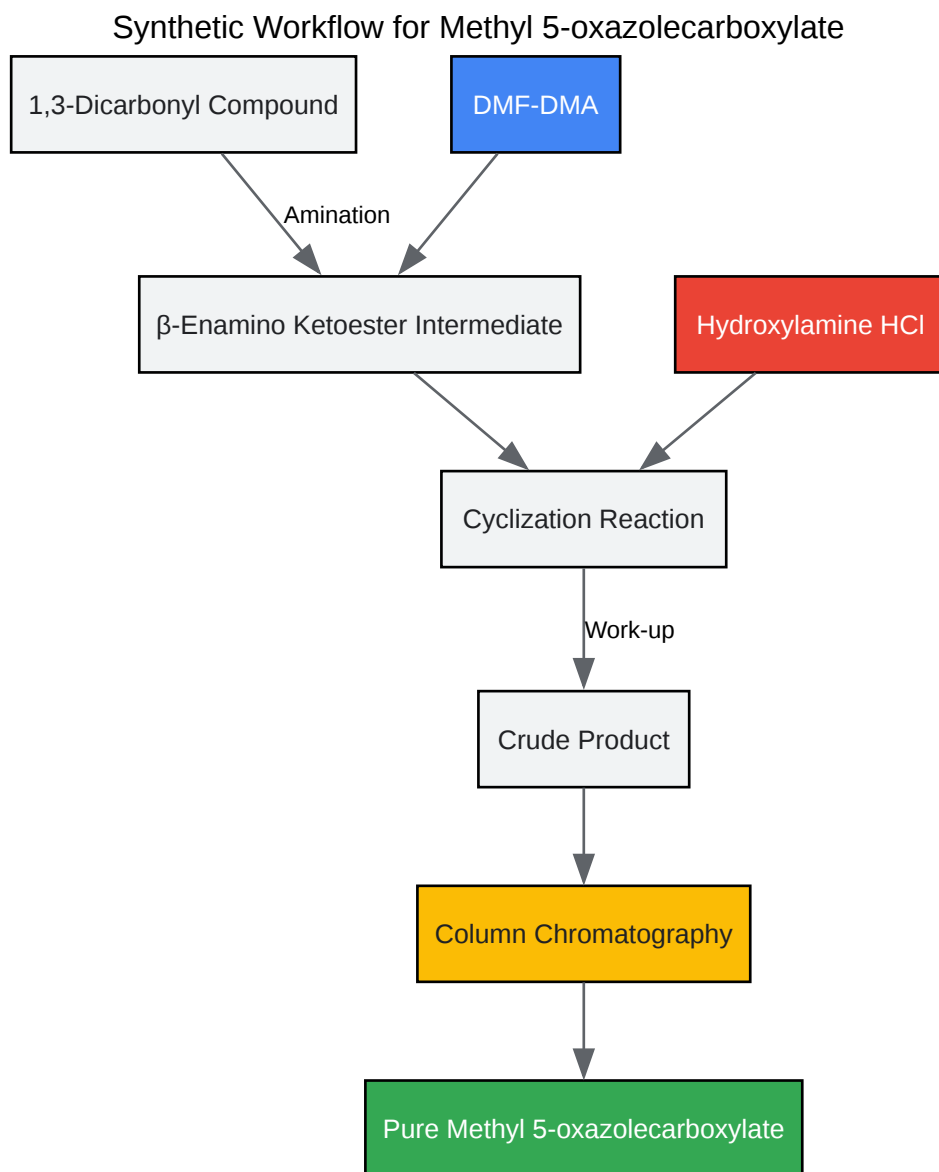 Synthetic Workflow for Methyl 5-oxazolecarboxylate
1,3-Dicarbonyl Compound
DMF-DMA
Amination
β-Enamino Ketoester Intermediate
Hydroxylamine HCl
Cyclization Reaction
Work-up
Crude Product
Column Chromatography
Pure Methyl 5-oxazolecarboxylate